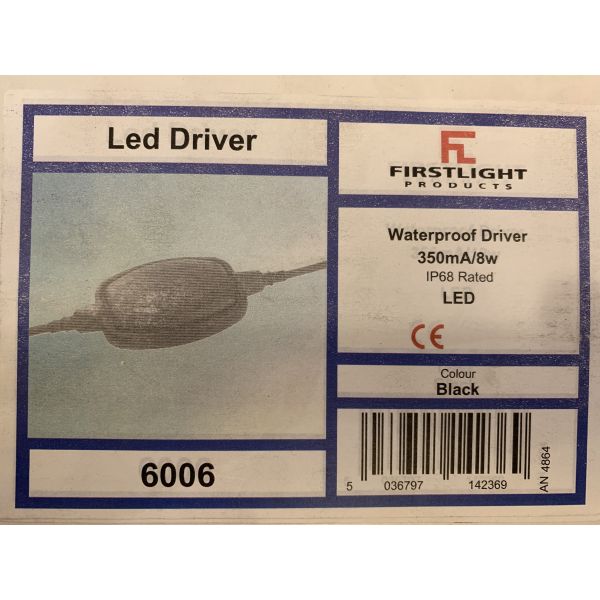 Led Driver
FL
FIRSTLIGHT
PRODUCTS
Waterproof Driver
350mA/8w
IP68 Rated
LED
CE
Colour
Black
6006
5 036797 142369
AN 4864